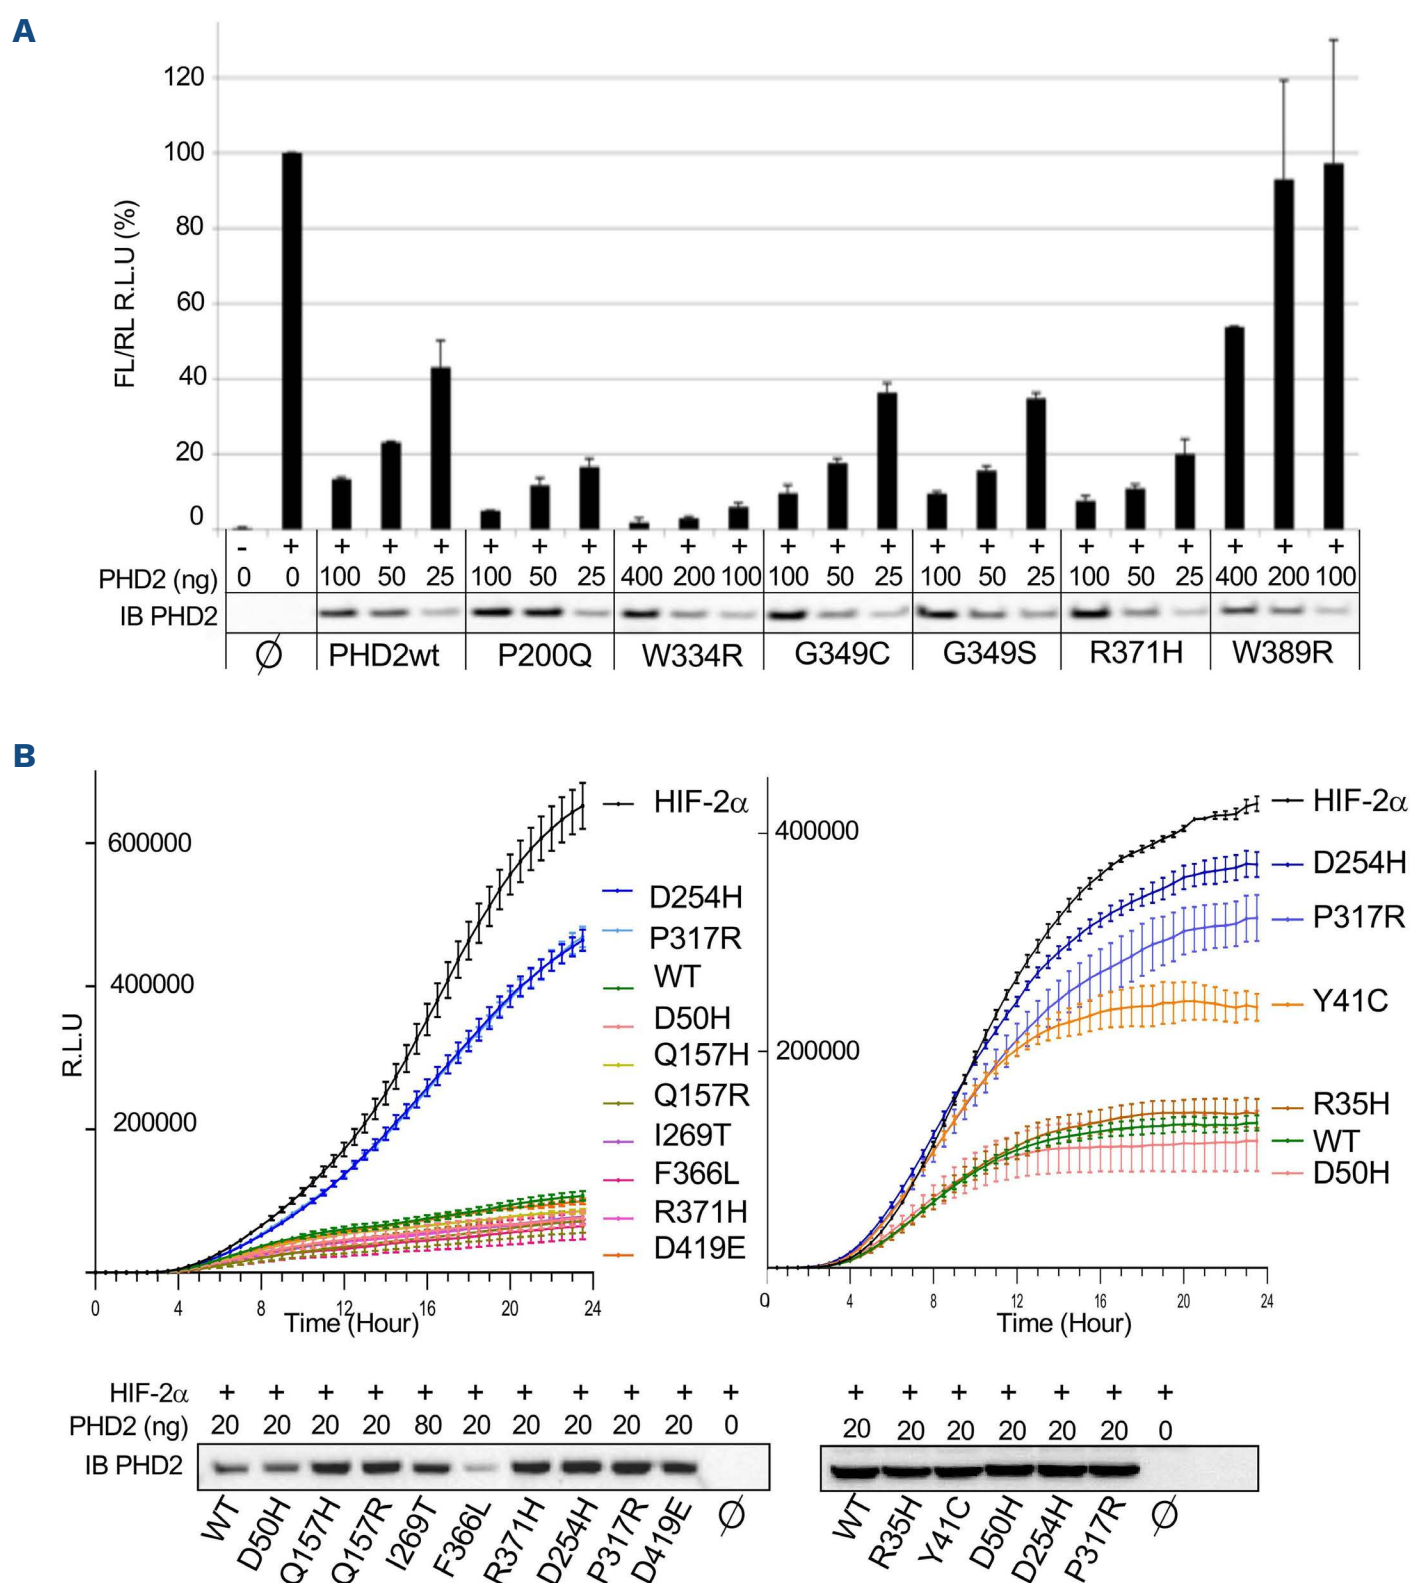 A
FL/RL R.L.U (%)
120
100
80
60
40
20
0
- + + + + + + + + + + + + + + + + + + + + + +
PHD2 (ng) 0 0 100 50 25 100 50 25 400 200 100 100 50 25 100 50 25 100 50 25 400 200 100
IB PHD2
∅ PHD2wt P200Q W334R G349C G349S R371H W389R
B
R.L.U
600000
400000
200000
0 4 8 12 16 20 24
Time (Hour)
HIF-2α
D254H
P317R
WT
D50H
Q157H
Q157R
I269T
F366L
R371H
D419E
400000
200000
0 4 8 12 16 20 24
Time (Hour)
HIF-2α
D254H
P317R
Y41C
R35H
WT
D50H
HIF-2α + + + + + + + + + + +
PHD2 (ng) 20 20 20 20 80 20 20 20 20 20 0
IB PHD2
WT D50H Q157H Q157R I269T F366L R371H D254H P317R D419E ∅
+ + + + + + +
20 20 20 20 20 20 0
WT R35H Y41C D50H D254H P317R ∅